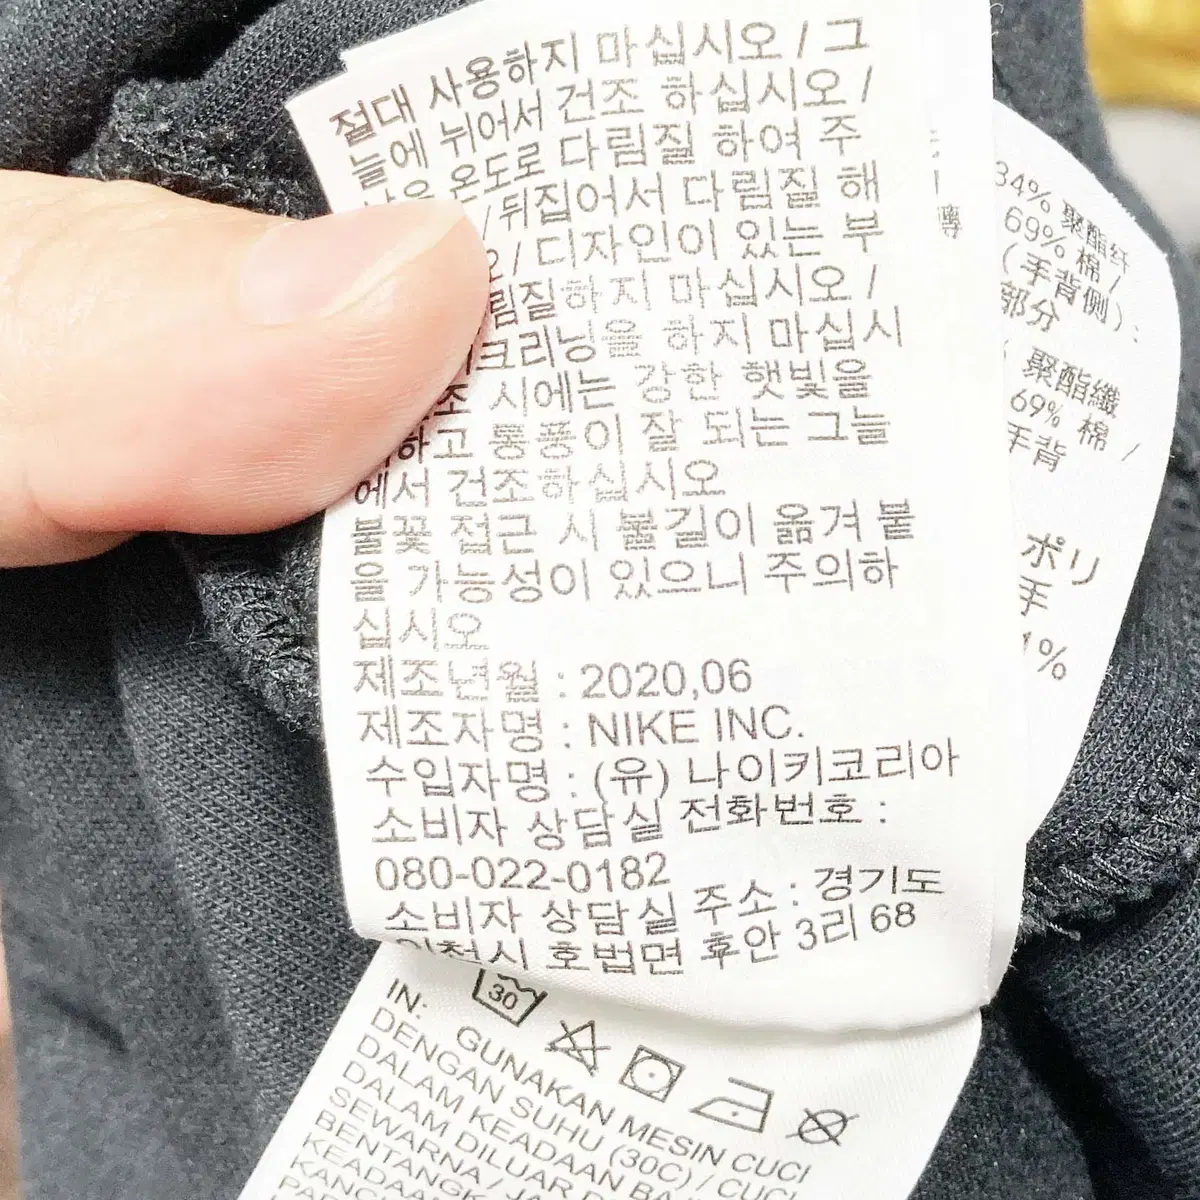 절대 사용하지 마십시오 / 그
늘에 뉘어서 건조 하십시오 /
온도로 다림질 하여 주
/ 뒤집어서 다림질 해
/ 디자인이 있는 부
림질하지 마십시오 /
크리닝을 하지 마십시
조 시에는 강한 햇빛을
하고 통풍이 잘 되는 그늘
에서 건조하십시오
불꽃 접근 시 불길이 옮겨 붙
을 가능성이 있으니 주의하
십시오
제조년월 : 2020,06
제조자명 : NIKE INC.
수입자명 : (유) 나이키코리아
소비자 상담실 전화번호 :
080-022-0182
소비자 상담실 주소 : 경기도
이천시 호법면 후안 3리 68
34% 聚酯纤
69% 棉 /
(手背侧) :
部分
聚酯纖
69% 棉 /
手背
ポリ
手
1%
30
IN: GUNAKAN MESIN CUCI
DENGAN SUHU (30C) / CUCI
DALAM KEADAAN
DALAM DILUAR
SEWARNA /
BENTANGK
KEADAA